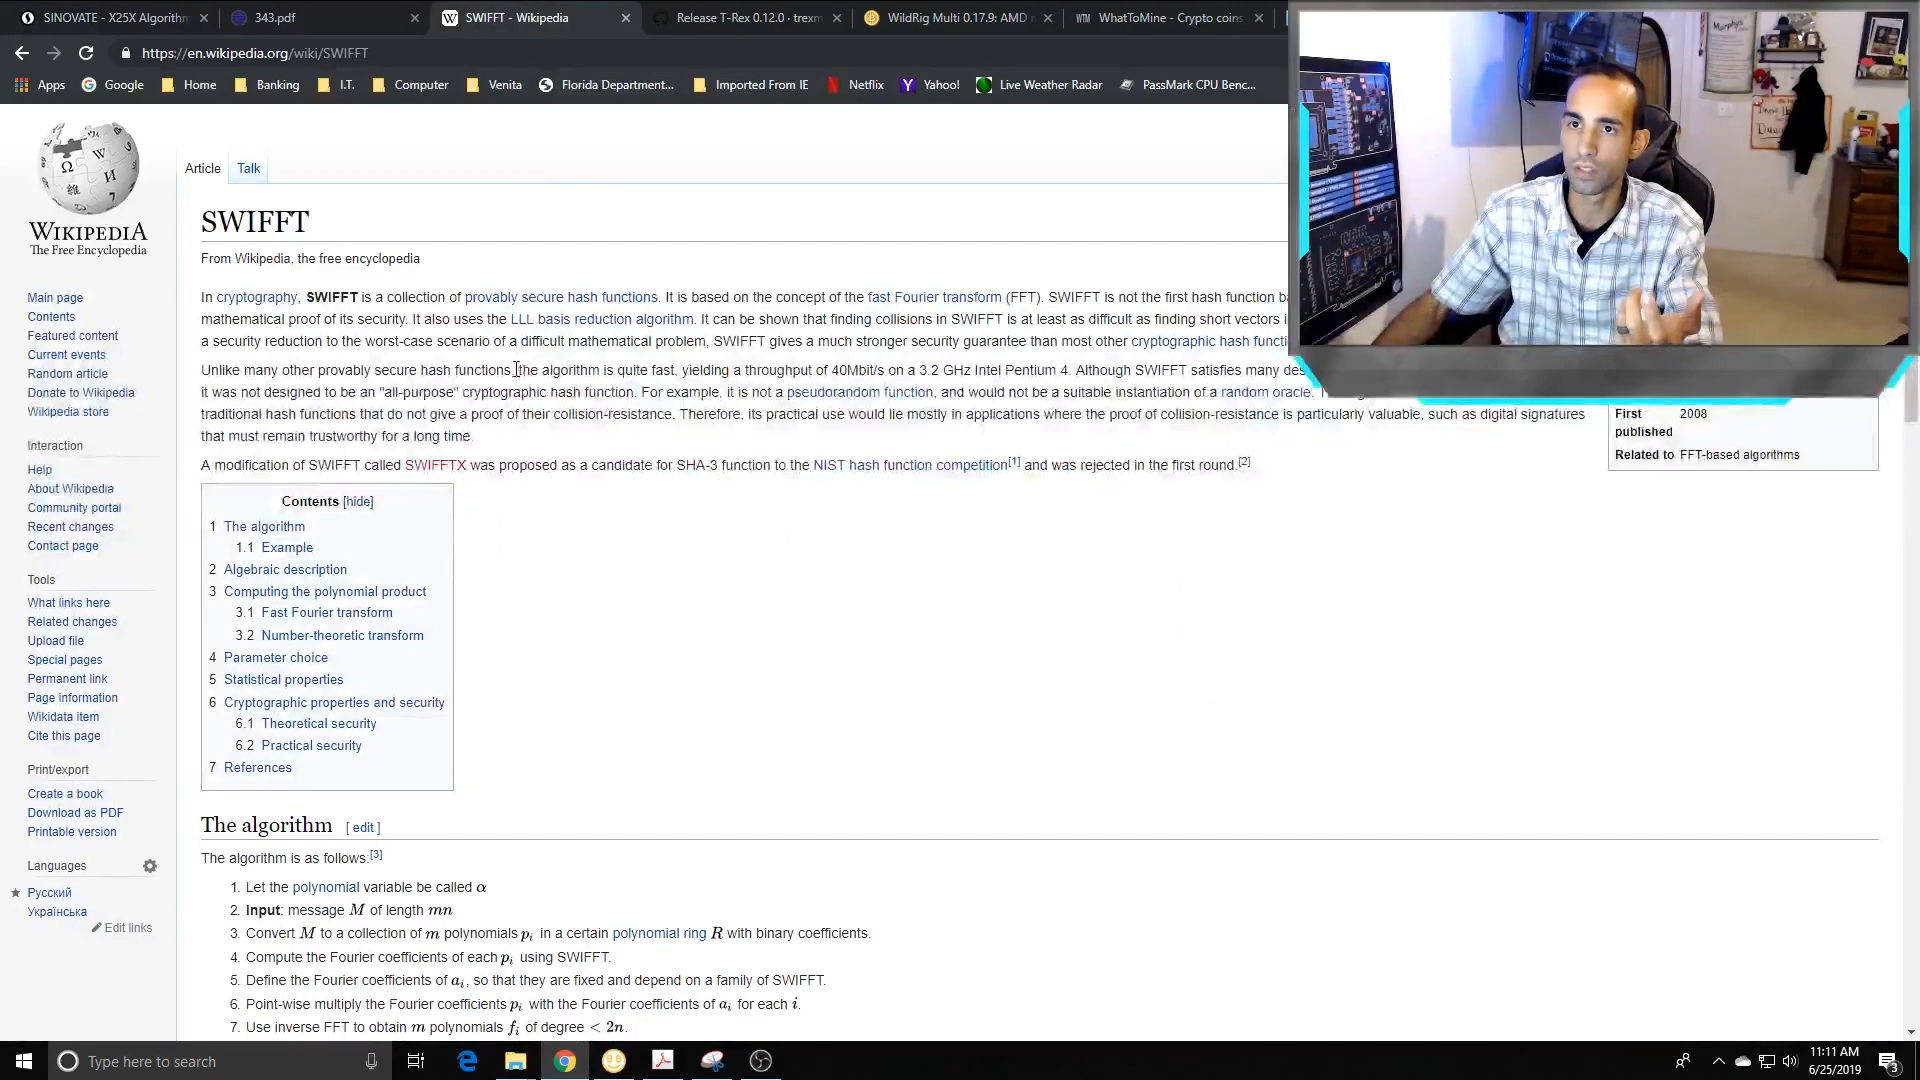 SINOVATE - X25X Algorithm
343.pdf
SWIFFT - Wikipedia
Release T-Rex 0.12.0 · trexm
WildRig Multi 0.17.9: AMD
WhatToMine - Crypto coins
https://en.wikipedia.org/wiki/SWIFFT
Apps Google Home Banking I.T. Computer Venita Florida Department... Imported From IE Netflix Yahoo! Live Weather Radar PassMark CPU Benc...
WIKIPEDIA
The Free Encyclopedia
Main page
Contents
Featured content
Current events
Random article
Donate to Wikipedia
Wikipedia store
Interaction
Help
About Wikipedia
Community portal
Recent changes
Contact page
Tools
What links here
Related changes
Upload file
Special pages
Permanent link
Page information
Wikidata item
Cite this page
Print/export
Create a book
Download as PDF
Printable version
Languages
Русский
Українська
Edit links
Article Talk
SWIFFT
From Wikipedia, the free encyclopedia
In cryptography, SWIFFT is a collection of provably secure hash functions. It is based on the concept of the fast Fourier transform (FFT). SWIFFT is not the first hash function ba
mathematical proof of its security. It also uses the LLL basis reduction algorithm. It can be shown that finding collisions in SWIFFT is at least as difficult as finding short vectors i
a security reduction to the worst-case scenario of a difficult mathematical problem, SWIFFT gives a much stronger security guarantee than most other cryptographic hash functi
Unlike many other provably secure hash functions, the algorithm is quite fast, yielding a throughput of 40Mbit/s on a 3.2 GHz Intel Pentium 4. Although SWIFFT satisfies many des
it was not designed to be an "all-purpose" cryptographic hash function. For example, it is not a pseudorandom function, and would not be a suitable instantiation of a random oracle.
traditional hash functions that do not give a proof of their collision-resistance. Therefore, its practical use would lie mostly in applications where the proof of collision-resistance is particularly valuable, such as digital signatures
that must remain trustworthy for a long time.
A modification of SWIFFT called SWIFFTX was proposed as a candidate for SHA-3 function to the NIST hash function competition[1] and was rejected in the first round.[2]
First published 2008
Related to FFT-based algorithms
Contents [hide]
1 The algorithm
1.1 Example
2 Algebraic description
3 Computing the polynomial product
3.1 Fast Fourier transform
3.2 Number-theoretic transform
4 Parameter choice
5 Statistical properties
6 Cryptographic properties and security
6.1 Theoretical security
6.2 Practical security
7 References
The algorithm [ edit ]
The algorithm is as follows:[3]
1. Let the polynomial variable be called α
2. Input: message M of length mn
3. Convert M to a collection of m polynomials pi in a certain polynomial ring R with binary coefficients.
4. Compute the Fourier coefficients of each pi using SWIFFT.
5. Define the Fourier coefficients of ai, so that they are fixed and depend on a family of SWIFFT.
6. Point-wise multiply the Fourier coefficients pi with the Fourier coefficients of ai for each i.
7. Use inverse FFT to obtain m polynomials fi of degree < 2n.
Type here to search
11:11 AM
6/25/2019
3